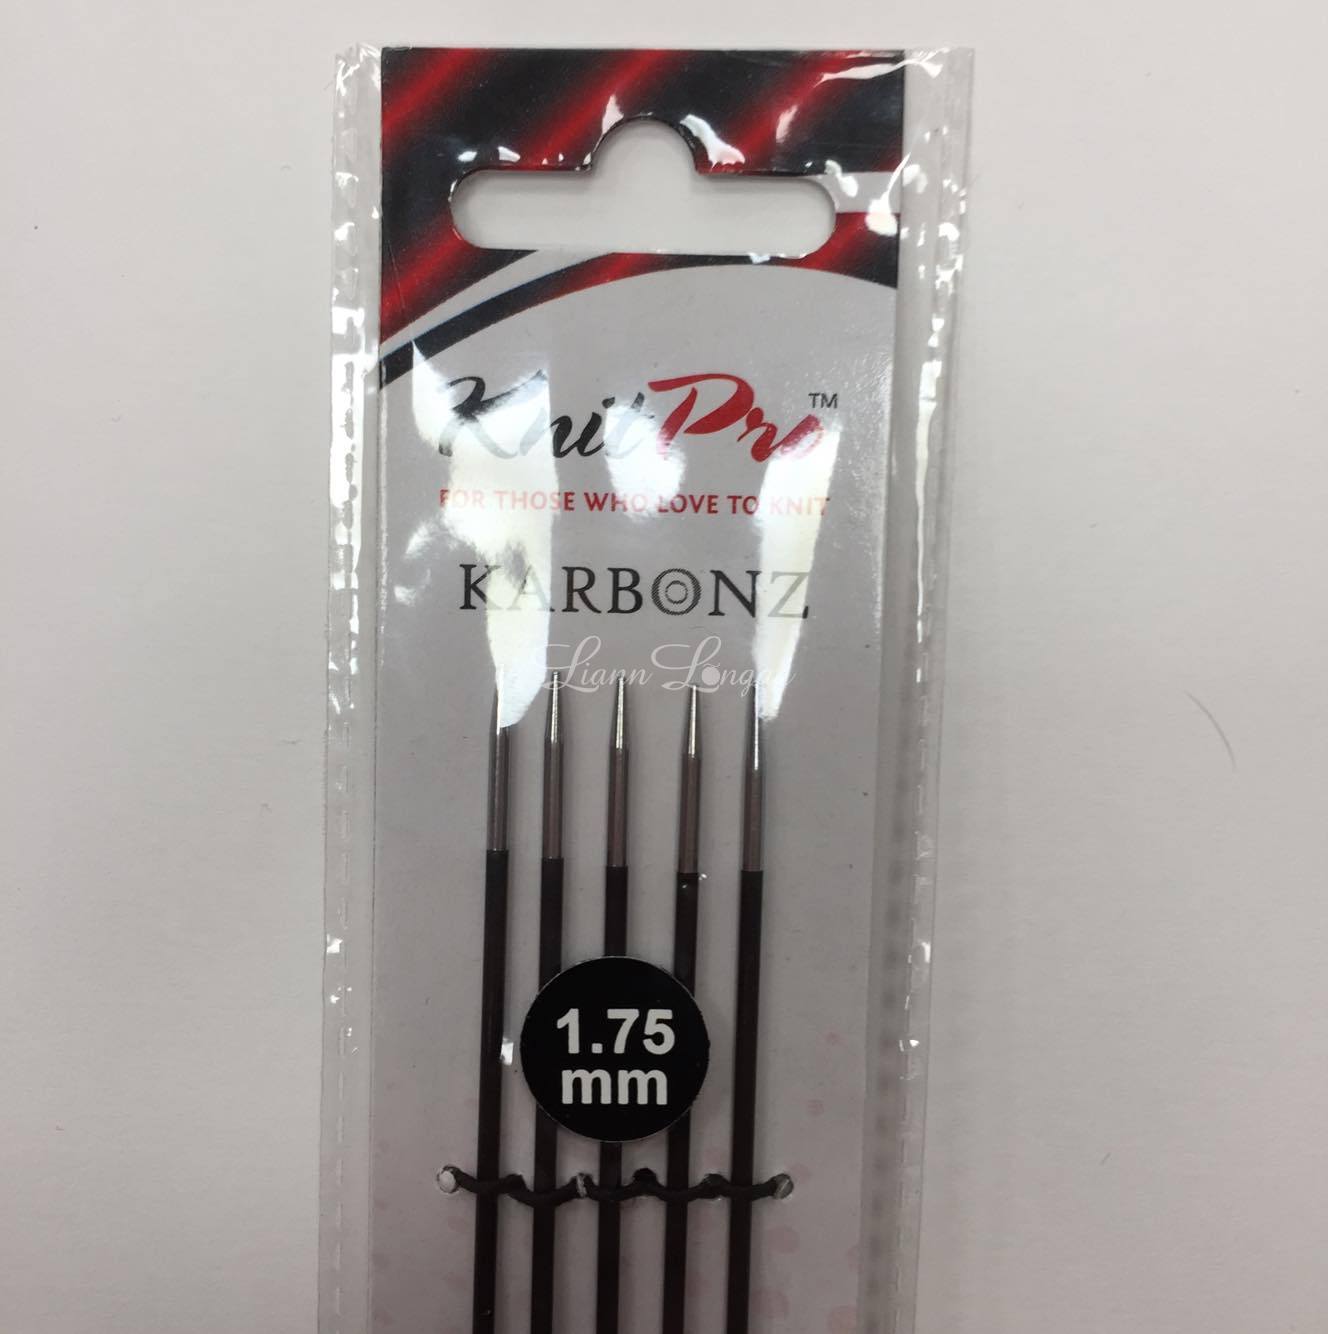 KnitPro™
FOR THOSE WHO LOVE TO KNIT
KARBONZ
Liann Longan
1.75
mm